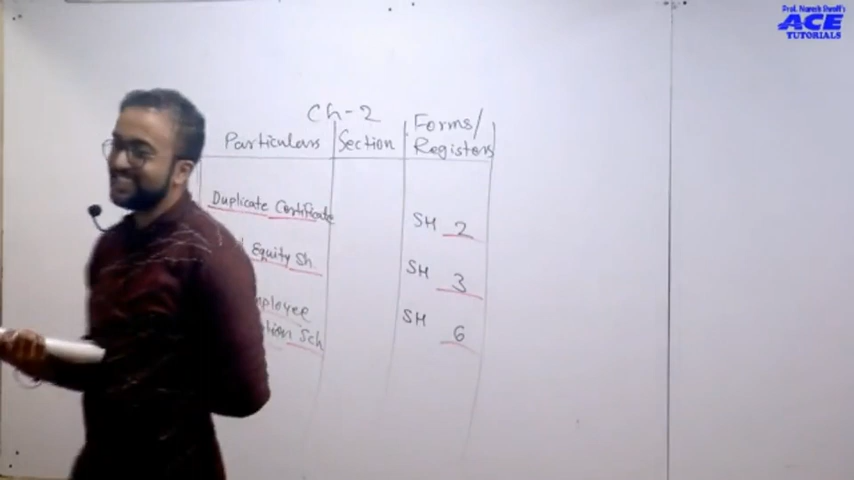 Prof. Naresh Shroff's
ACE
TUTORIALS
Ch-2
Particulars Section Forms/
Registers
Duplicate Certificate SH 2
Equity Sh SH 3
mployee SH 6
tion Sch